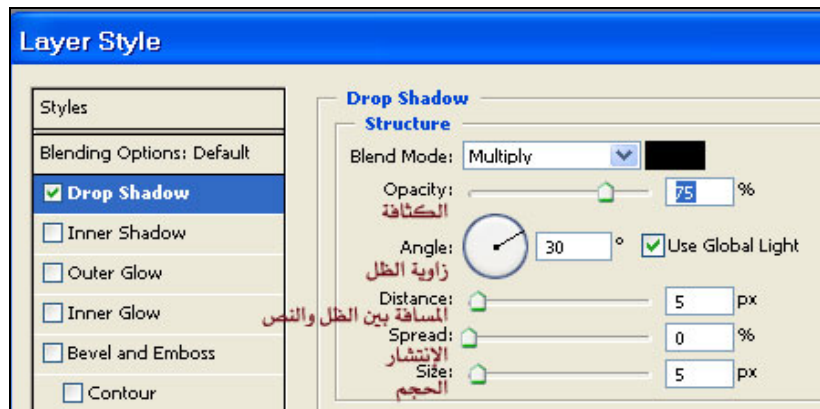 Layer Style
Styles
Blending Options: Default
Drop Shadow
Inner Shadow
Outer Glow
Inner Glow
Bevel and Emboss
Contour
Drop Shadow
Structure
Blend Mode: Multiply
Opacity: 75 %
الكثافة
Angle: 30 ° Use Global Light
زاوية الظل
Distance: 5 px
المسافة بين الظل والنص
Spread: 0 %
الإنتشار
Size: 5 px
الحجم